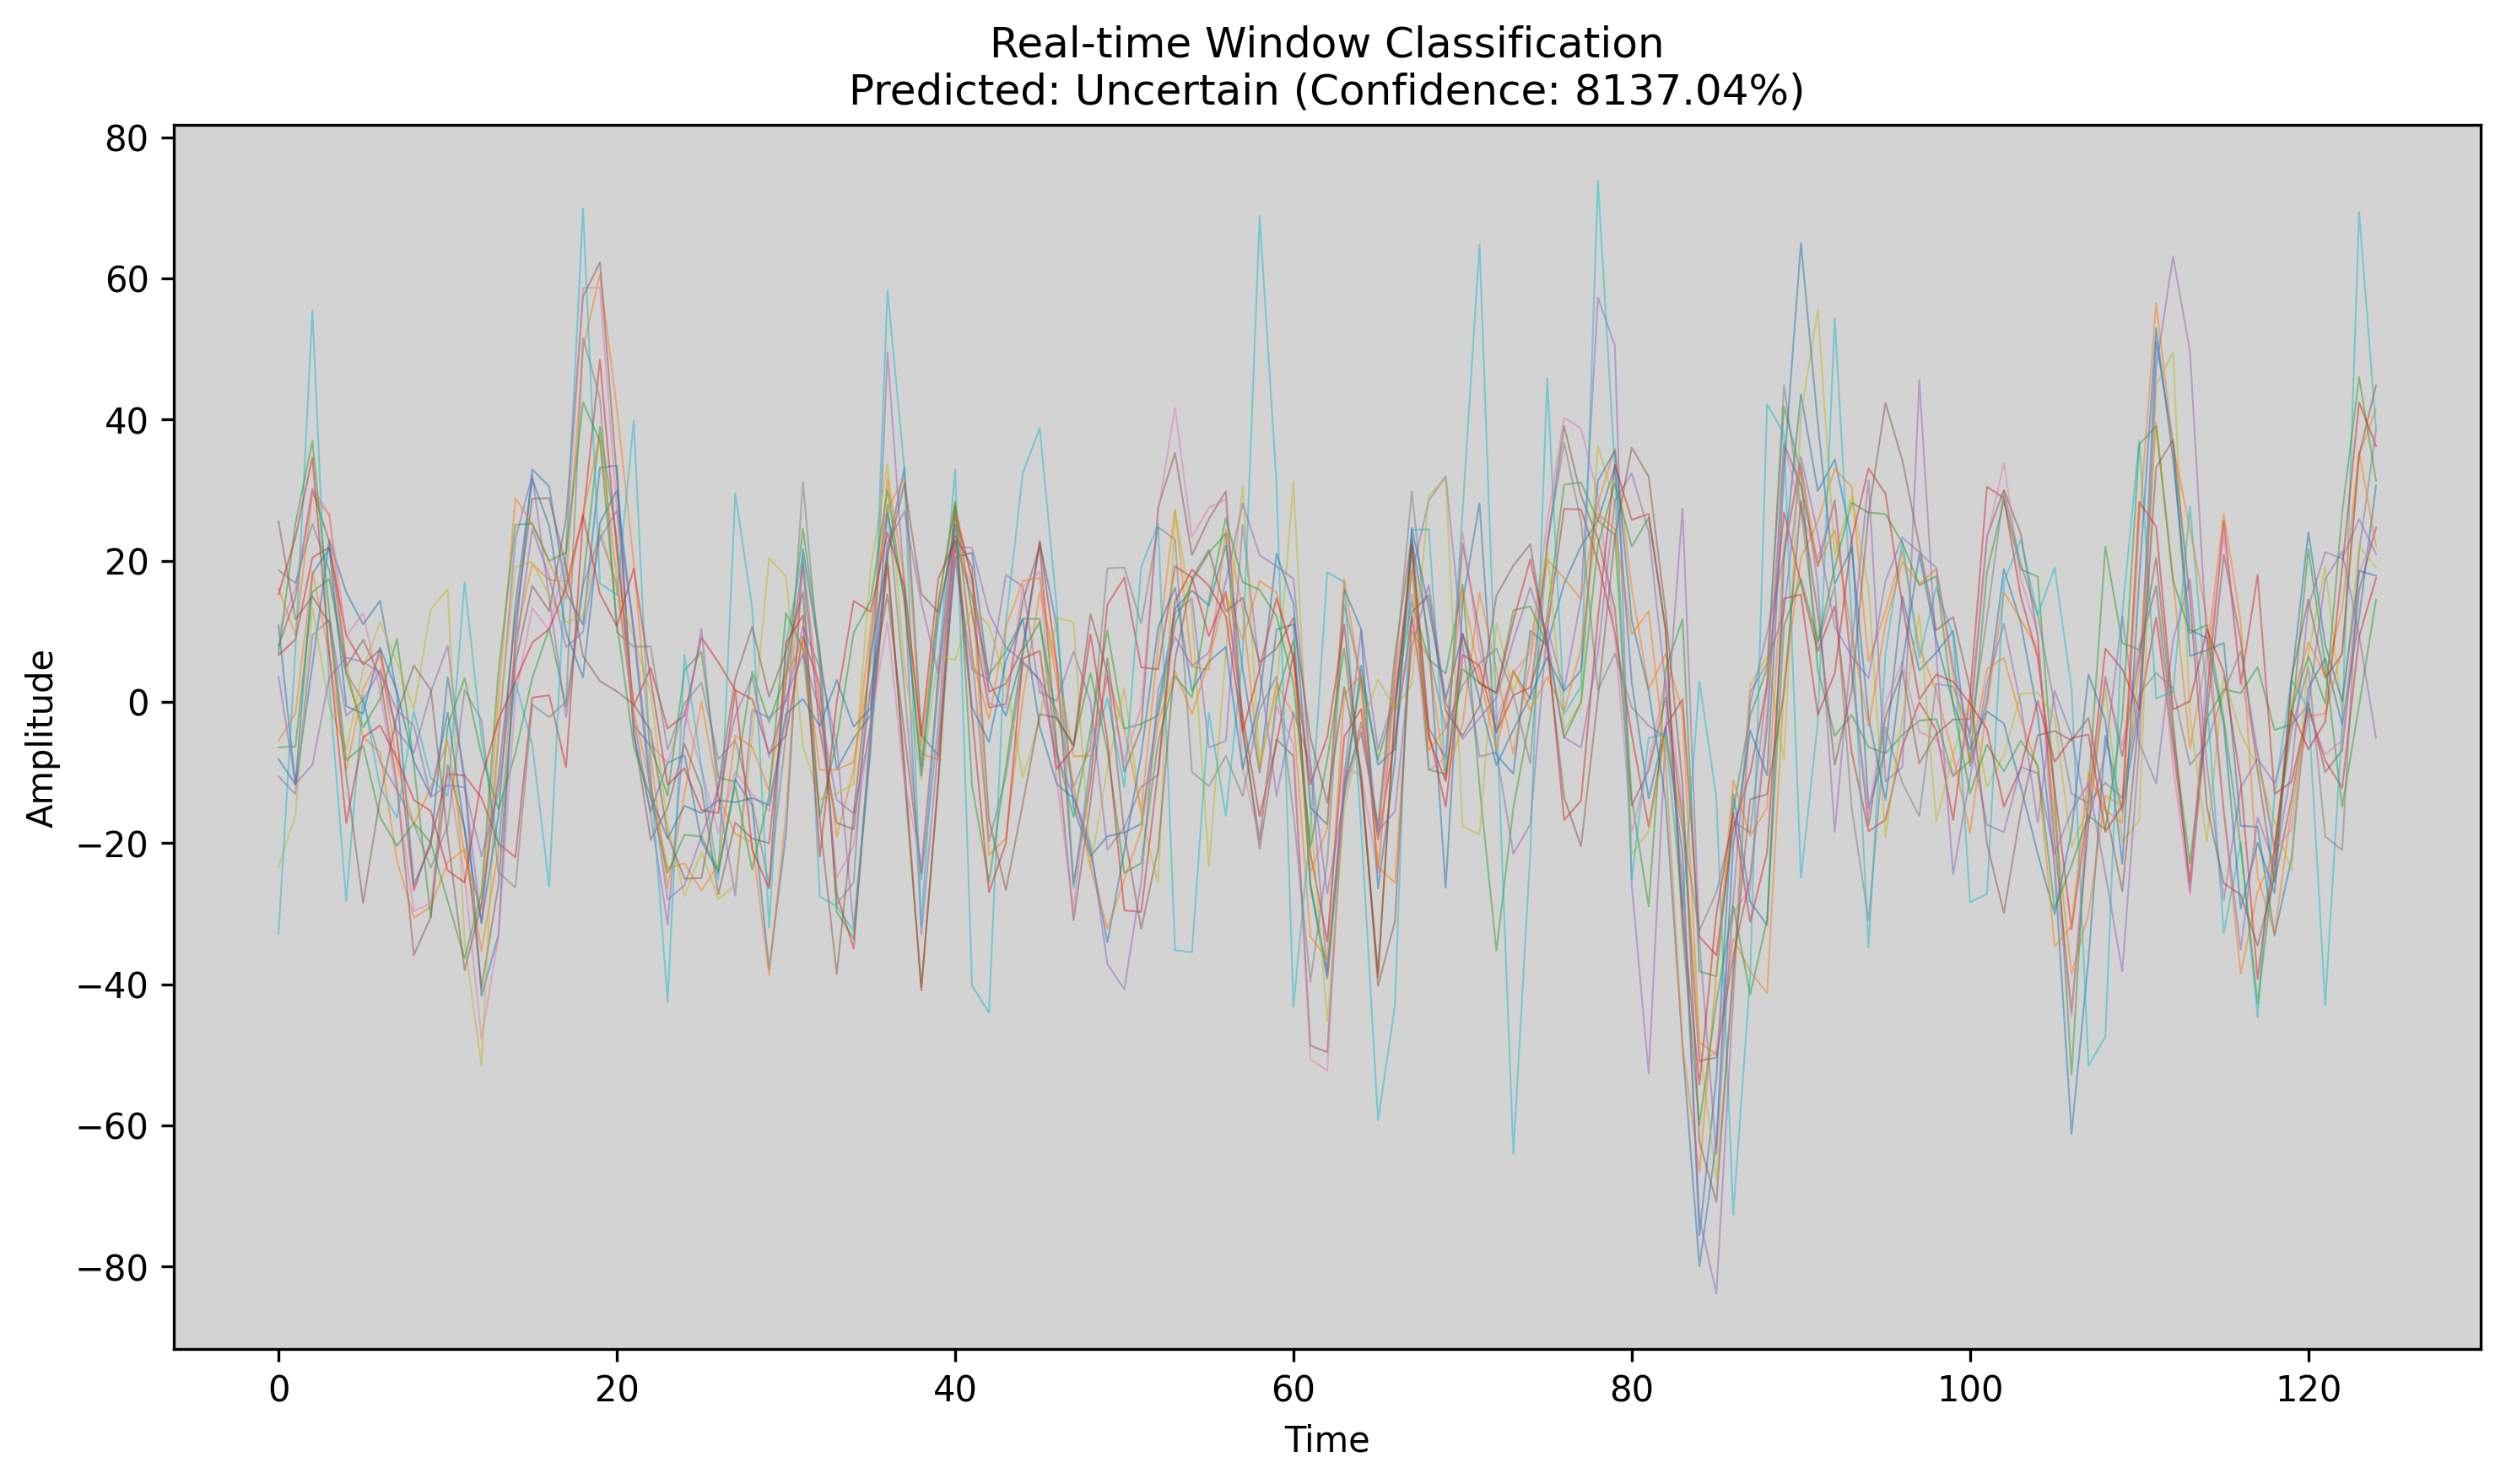 Real-time Window Classification
Predicted: Uncertain (Confidence: 8137.04%)
80
60
40
20
0
−20
−40
−60
−80
Amplitude
0 20 40 60 80 100 120
Time